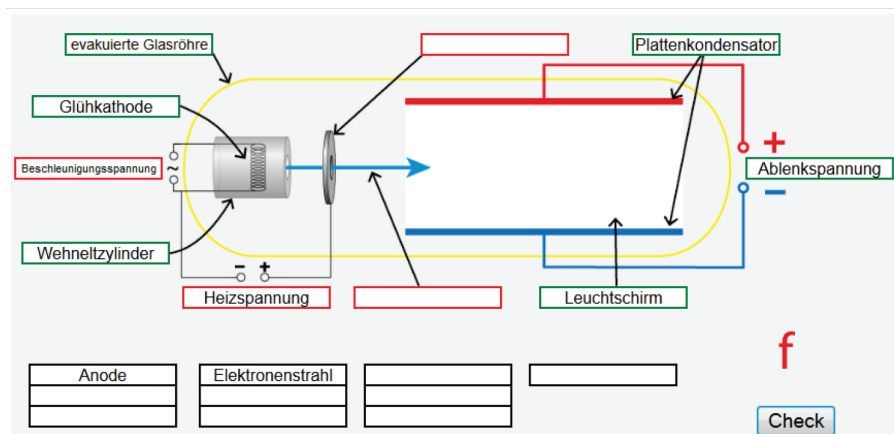 evakuierte Glasröhre
Plattenkondensator
Glühkathode
Beschleunigungsspannung
~
+
Ablenkspannung
−
Wehneltzylinder
− +
Heizspannung
Leuchtschirm
f
Anode
Elektronenstrahl
Check